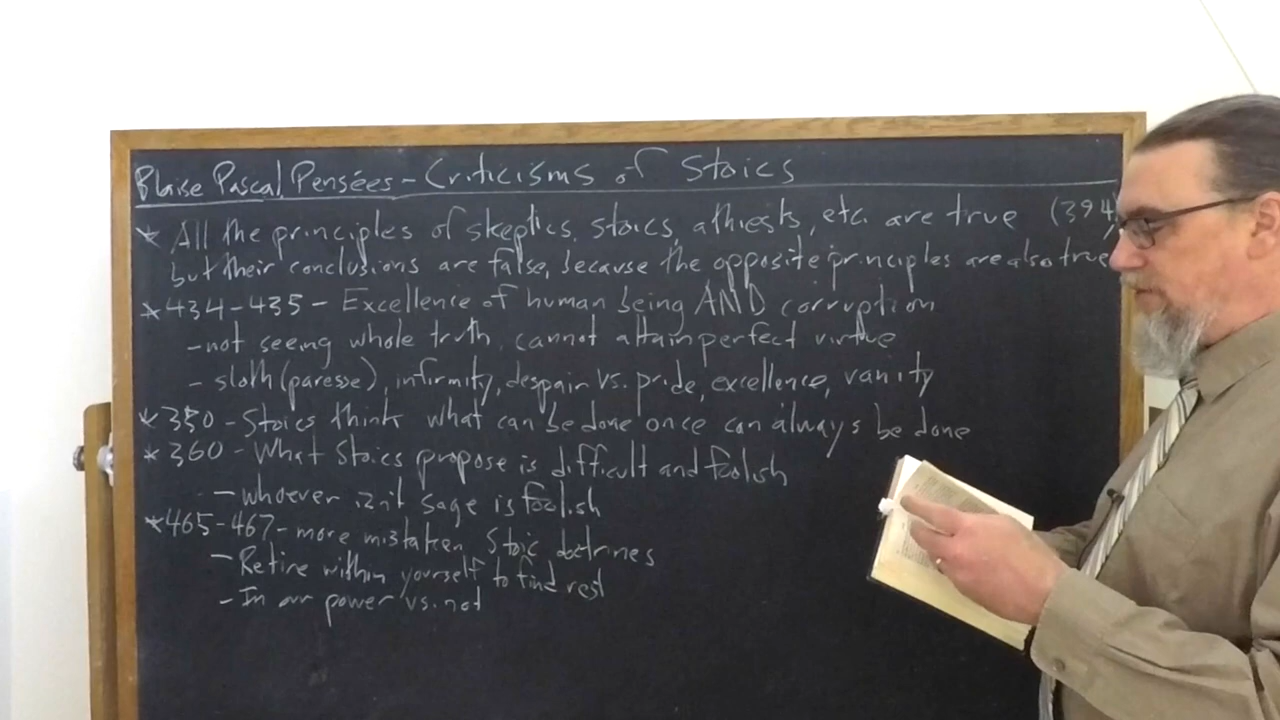 Blaise Pascal Pensées - Criticisms of Stoics
* All the principles of skeptics, stoics, athiests, etc. are true (394)
but their conclusions are false, because the opposite principles are also true
* 434-435 - Excellence of human being AND corruption
- not seeing whole truth, cannot attain perfect virtue
- sloth (paresse), infirmity, despair vs. pride, excellence, vanity
* 350 - Stoics think what can be done once can always be done
* 360 - What Stoics propose is difficult and foolish
- whoever isn't sage is foolish
* 465-467 - more mistaken Stoic doctrines
- Retire within yourself to find rest
- In our power vs. not